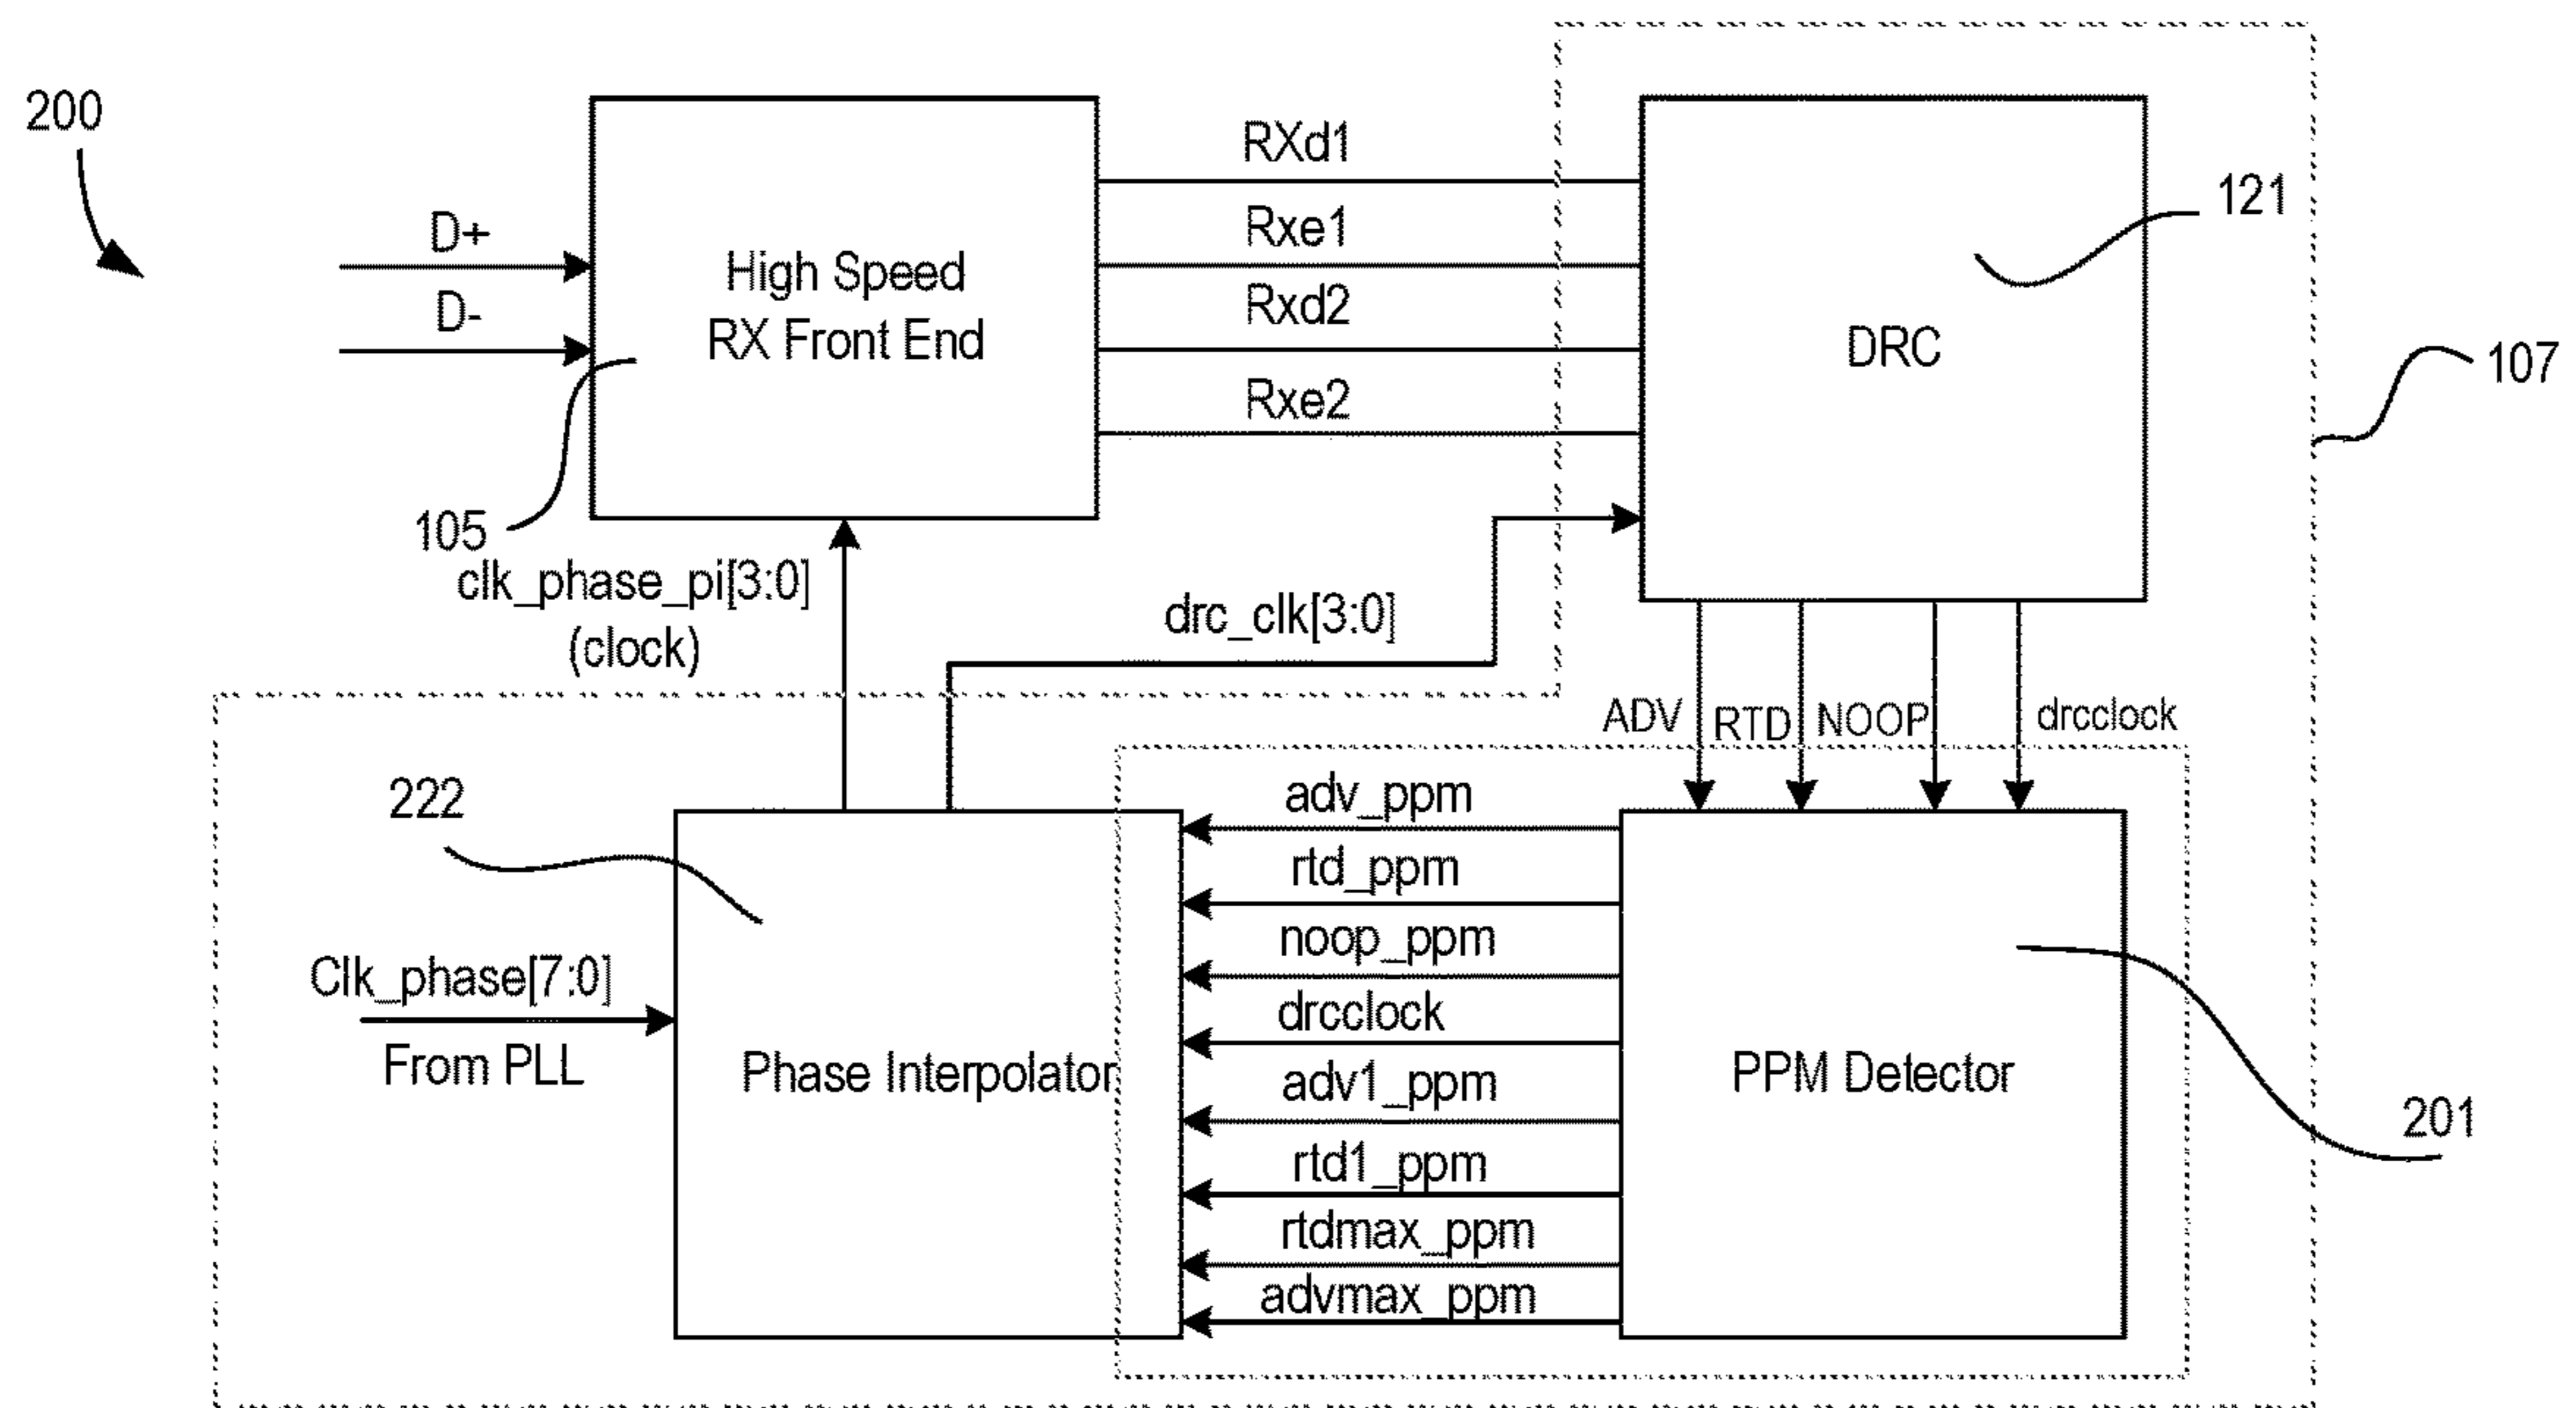 200
D+
D-
High Speed
RX Front End
105
RXd1
Rxe1
Rxd2
Rxe2
DRC
121
107
clk_phase_pi[3:0]
(clock)
drc_clk[3:0]
ADV
RTD
NOOP
drcclock
222
Clk_phase[7:0]
From PLL
Phase Interpolator
adv_ppm
rtd_ppm
noop_ppm
drcclock
adv1_ppm
rtd1_ppm
rtdmax_ppm
advmax_ppm
PPM Detector
201